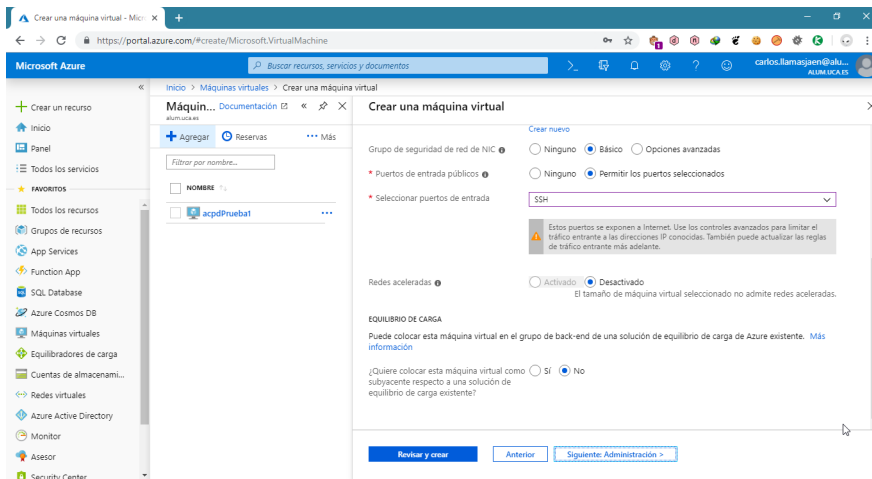 Crear una máquina virtual - Micr
https://portal.azure.com/#create/Microsoft.VirtualMachine
Microsoft Azure
Buscar recursos, servicios y documentos
carlos.llamasjaen@alu...
ALUM.UCA.ES
Crear un recurso
Inicio
Panel
Todos los servicios
FAVORITOS
Todos los recursos
Grupos de recursos
App Services
Function App
SQL Database
Azure Cosmos DB
Máquinas virtuales
Equilibradores de carga
Cuentas de almacenami...
Redes virtuales
Azure Active Directory
Monitor
Asesor
Security Center
Inicio > Máquinas virtuales > Crear una máquina virtual
Máquin... Documentación
alum.uca.es
Agregar Reservas ··· Más
Filtrar por nombre...
NOMBRE
acpdPrueba1 ···
Crear una máquina virtual
Crear nuevo
Grupo de seguridad de red de NIC Ninguno Básico Opciones avanzadas
* Puertos de entrada públicos Ninguno Permitir los puertos seleccionados
* Seleccionar puertos de entrada SSH
Estos puertos se exponen a Internet. Use los controles avanzados para limitar el
tráfico entrante a las direcciones IP conocidas. También puede actualizar las reglas
de tráfico entrante más adelante.
Redes aceleradas Activado Desactivado
El tamaño de máquina virtual seleccionado no admite redes aceleradas.
EQUILIBRIO DE CARGA
Puede colocar esta máquina virtual en el grupo de back-end de una solución de equilibrio de carga de Azure existente. Más
información
¿Quiere colocar esta máquina virtual como Sí No
subyacente respecto a una solución de
equilibrio de carga existente?
Revisar y crear Anterior Siguiente: Administración >